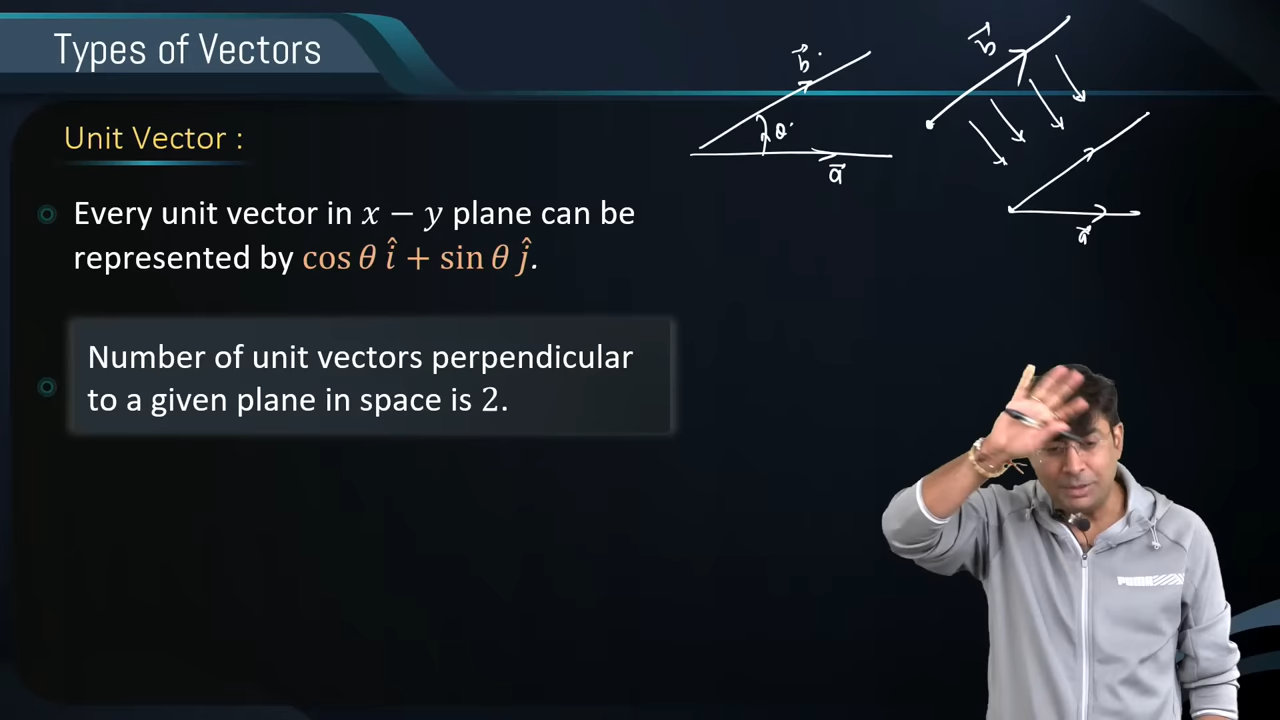 Types of Vectors
Unit Vector :
Every unit vector in x − y plane can be
represented by cos θ î + sin θ ĵ.
Number of unit vectors perpendicular
to a given plane in space is 2.
b⃗
θ
a⃗
b⃗
a⃗
PUMA